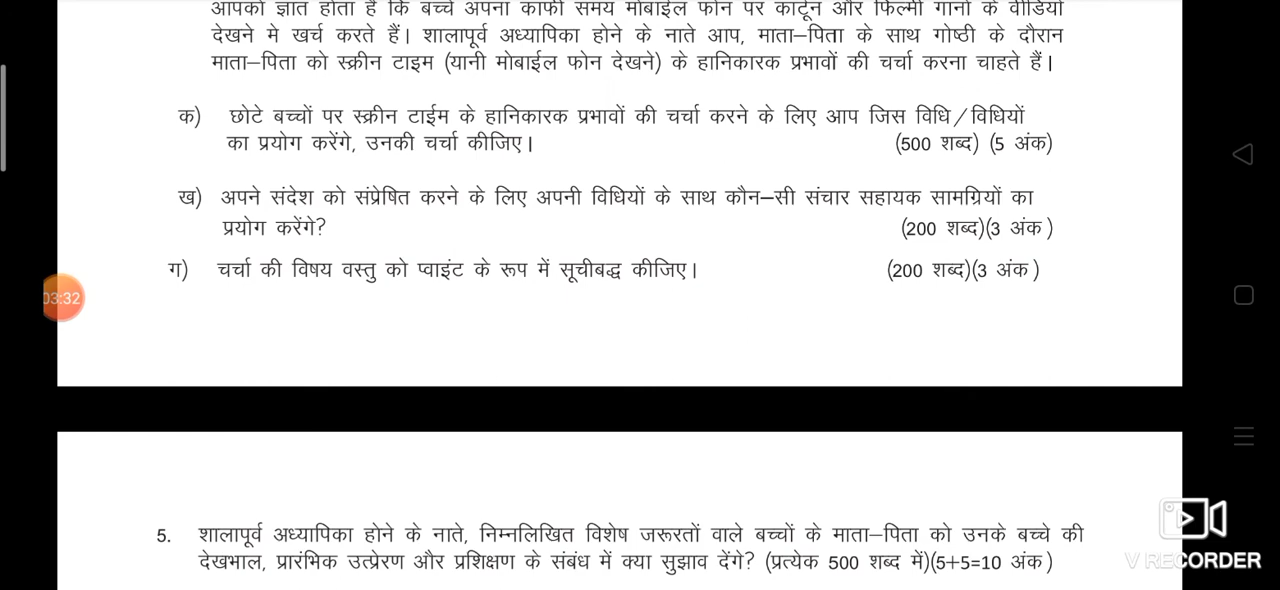 आपको ज्ञात होता है कि बच्चे अपना काफी समय मोबाईल फोन पर कार्टून और फिल्मी गानों के वीडियो
देखने मे खर्च करते हैं। शालापूर्व अध्यापिका होने के नाते आप, माता–पिता के साथ गोष्ठी के दौरान
माता–पिता को स्क्रीन टाइम (यानी मोबाईल फोन देखने) के हानिकारक प्रभावों की चर्चा करना चाहते हैं।
क) छोटे बच्चों पर स्क्रीन टाईम के हानिकारक प्रभावों की चर्चा करने के लिए आप जिस विधि/विधियों
का प्रयोग करेंगे, उनकी चर्चा कीजिए। (500 शब्द) (5 अंक)
ख) अपने संदेश को संप्रेषित करने के लिए अपनी विधियों के साथ कौन–सी संचार सहायक सामग्रियों का
प्रयोग करेंगे? (200 शब्द)(3 अंक)
ग) चर्चा की विषय वस्तु को प्वाइंट के रूप में सूचीबद्ध कीजिए। (200 शब्द)(3 अंक)
03:32
5. शालापूर्व अध्यापिका होने के नाते, निम्नलिखित विशेष जरूरतों वाले बच्चों के माता–पिता को उनके बच्चे की
देखभाल, प्रारंभिक उत्प्रेरण और प्रशिक्षण के संबंध में क्या सुझाव देंगे? (प्रत्येक 500 शब्द में)(5+5=10 अंक)
V RECORDER